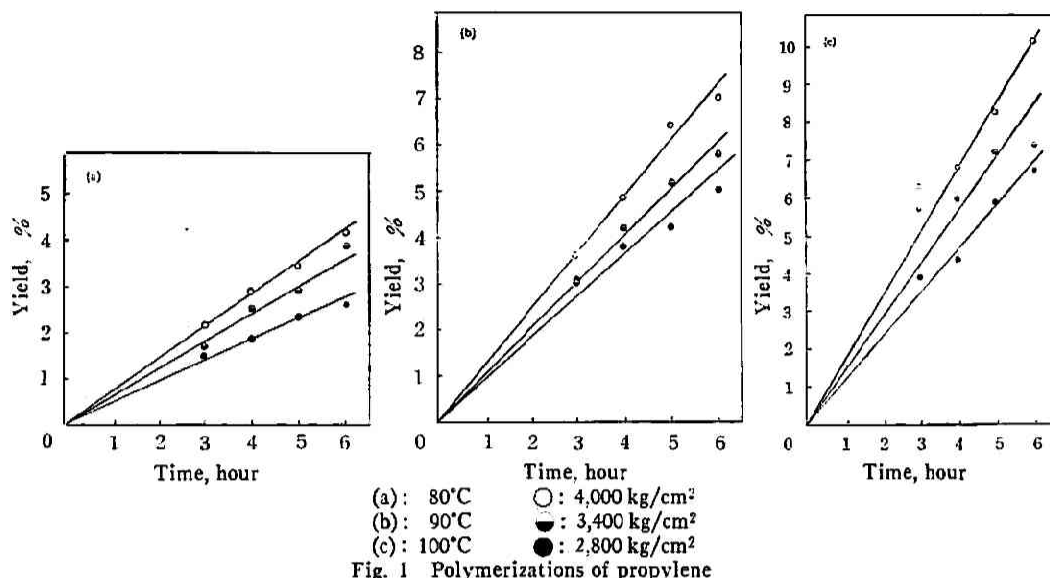 (a)
5
4
3
2
1
0
1 2 3 4 5 6
Yield, %
Time, hour
(b)
8
7
6
5
4
3
2
1
0
1 2 3 4 5 6
Yield, %
Time, hour
(c)
10
9
8
7
6
5
4
3
2
1
0
1 2 3 4 5 6
Yield, %
Time, hour
(a): 80°C ○: 4,000 kg/cm²
(b): 90°C ◒: 3,400 kg/cm²
(c): 100°C ●: 2,800 kg/cm²
Fig. 1 Polymerizations of propylene